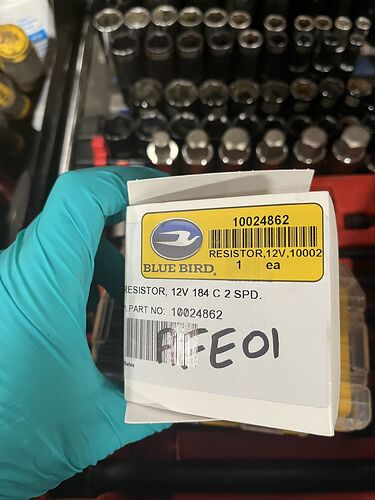 10024862
RESISTOR,12V,10002
1 ea
BLUE BIRD
RESISTOR, 12V 184 C 2 SPD.
.PART NO: 10024862
AFE01